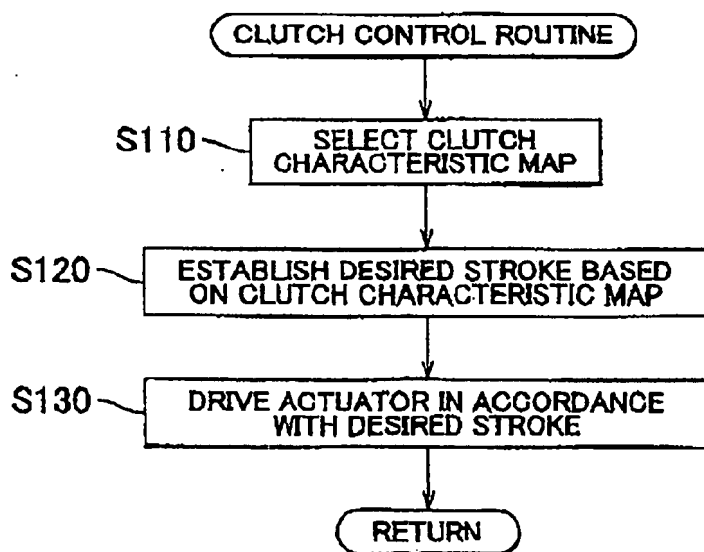 CLUTCH CONTROL ROUTINE
S110
SELECT CLUTCH
CHARACTERISTIC MAP
S120
ESTABLISH DESIRED STROKE BASED
ON CLUTCH CHARACTERISTIC MAP
S130
DRIVE ACTUATOR IN ACCORDANCE
WITH DESIRED STROKE
RETURN